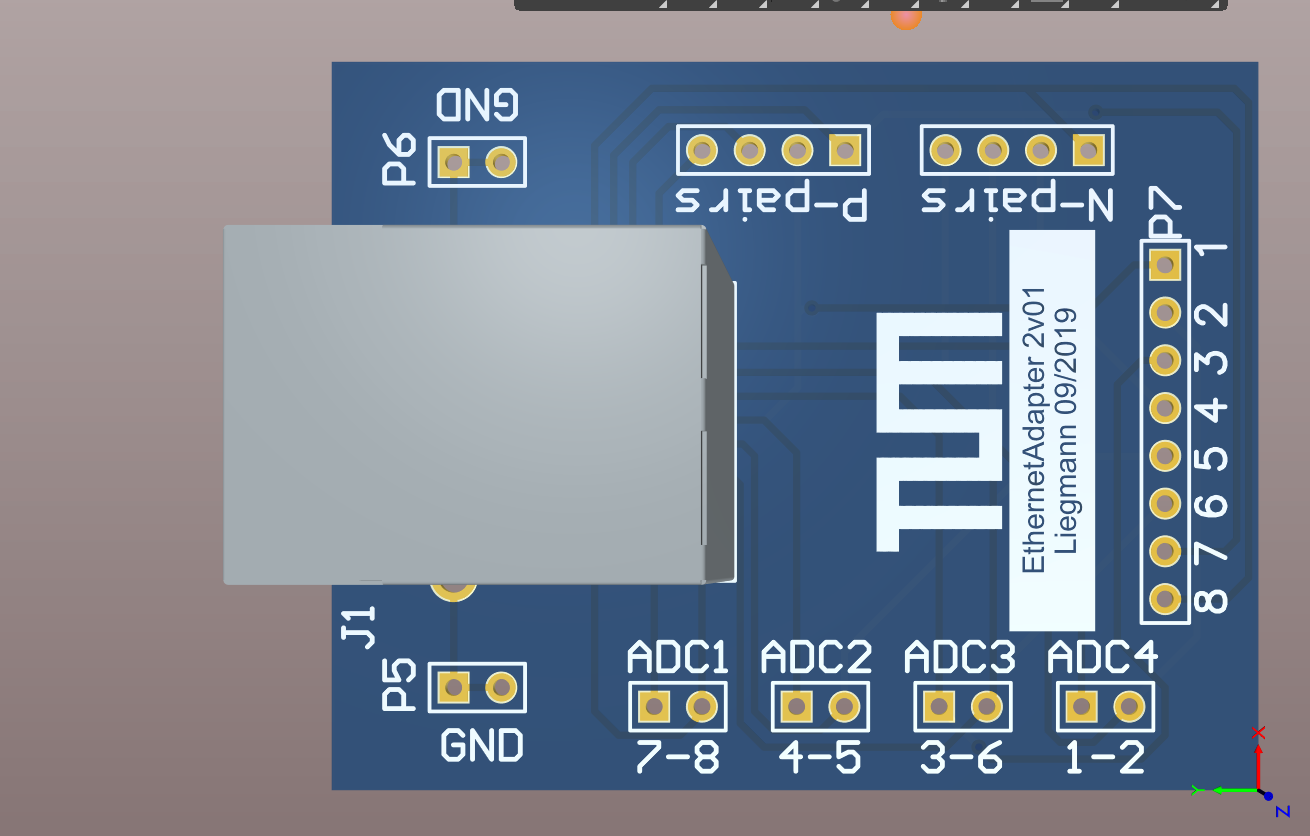 GND
P6
P-pairs
N-pairs
P7
1
2
3
4
5
6
7
8
EthernetAdapter 2v01
Liegmann 09/2019
TUM
J1
P5
GND
ADC1 ADC2 ADC3 ADC4
7-8 4-5 3-6 1-2
X
Y
Z